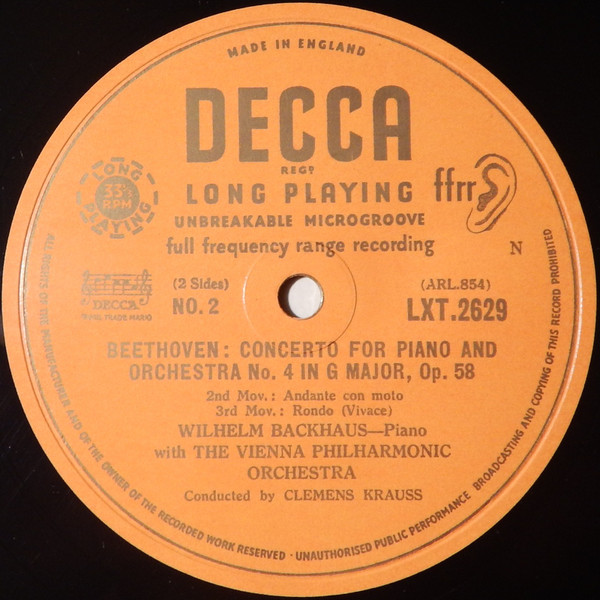 MADE IN ENGLAND
DECCA
REGD
LONG PLAYING
33⅓
RPM
LONG PLAYING
ffrr
UNBREAKABLE MICROGROOVE
full frequency range recording
N
DECCA
TRADE MARK
(2 Sides)
NO. 2
(ARL.854)
LXT.2629
BEETHOVEN: CONCERTO FOR PIANO AND
ORCHESTRA No. 4 IN G MAJOR, Op. 58
2nd Mov.: Andante con moto
3rd Mov.: Rondo (Vivace)
WILHELM BACKHAUS—Piano
with THE VIENNA PHILHARMONIC
ORCHESTRA
Conducted by CLEMENS KRAUSS
ALL RIGHTS OF THE MANUFACTURER AND OF THE OWNER OF THE RECORDED WORK RESERVED · UNAUTHORISED PUBLIC PERFORMANCE BROADCASTING AND COPYING OF THIS RECORD PROHIBITED